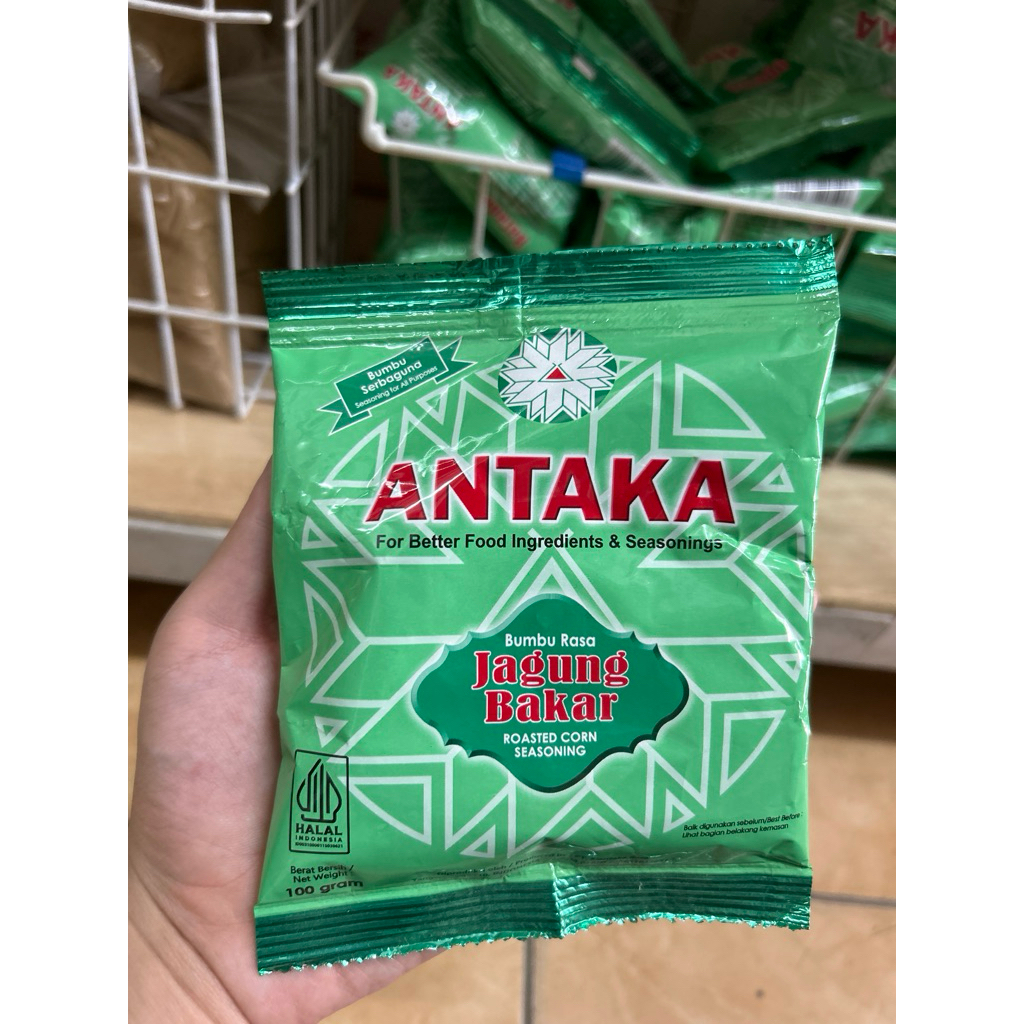 Bumbu
Serbaguna
Seasoning for All Purposes
ANTAKA
For Better Food Ingredients & Seasonings
Bumbu Rasa
Jagung
Bakar
ROASTED CORN
SEASONING
HALAL
INDONESIA
Baik digunakan sebelum/Best Before:
Lihat bagian belakang kemasan
Berat Bersih /
Net Weight
100 gram
ANTAKA